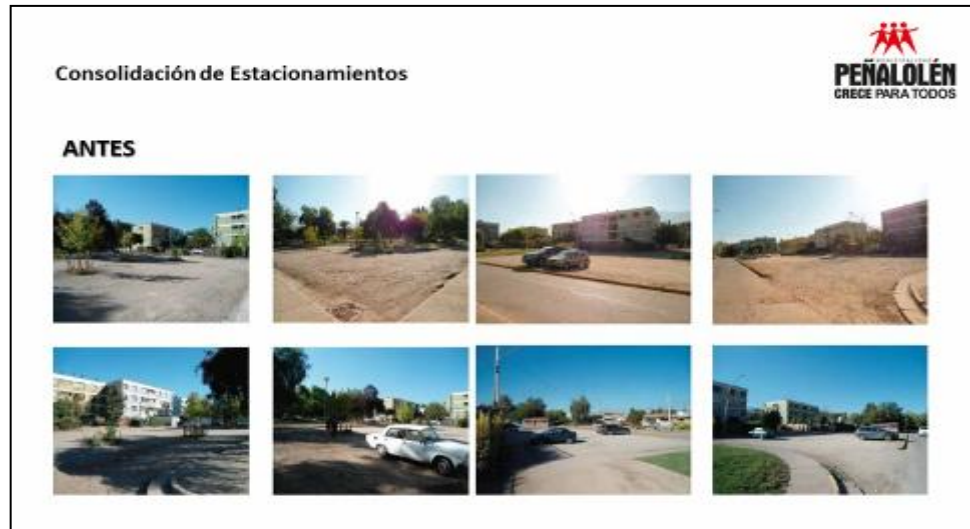 Consolidación de Estacionamientos
PEÑALOLÉN
CRECE PARA TODOS
ANTES